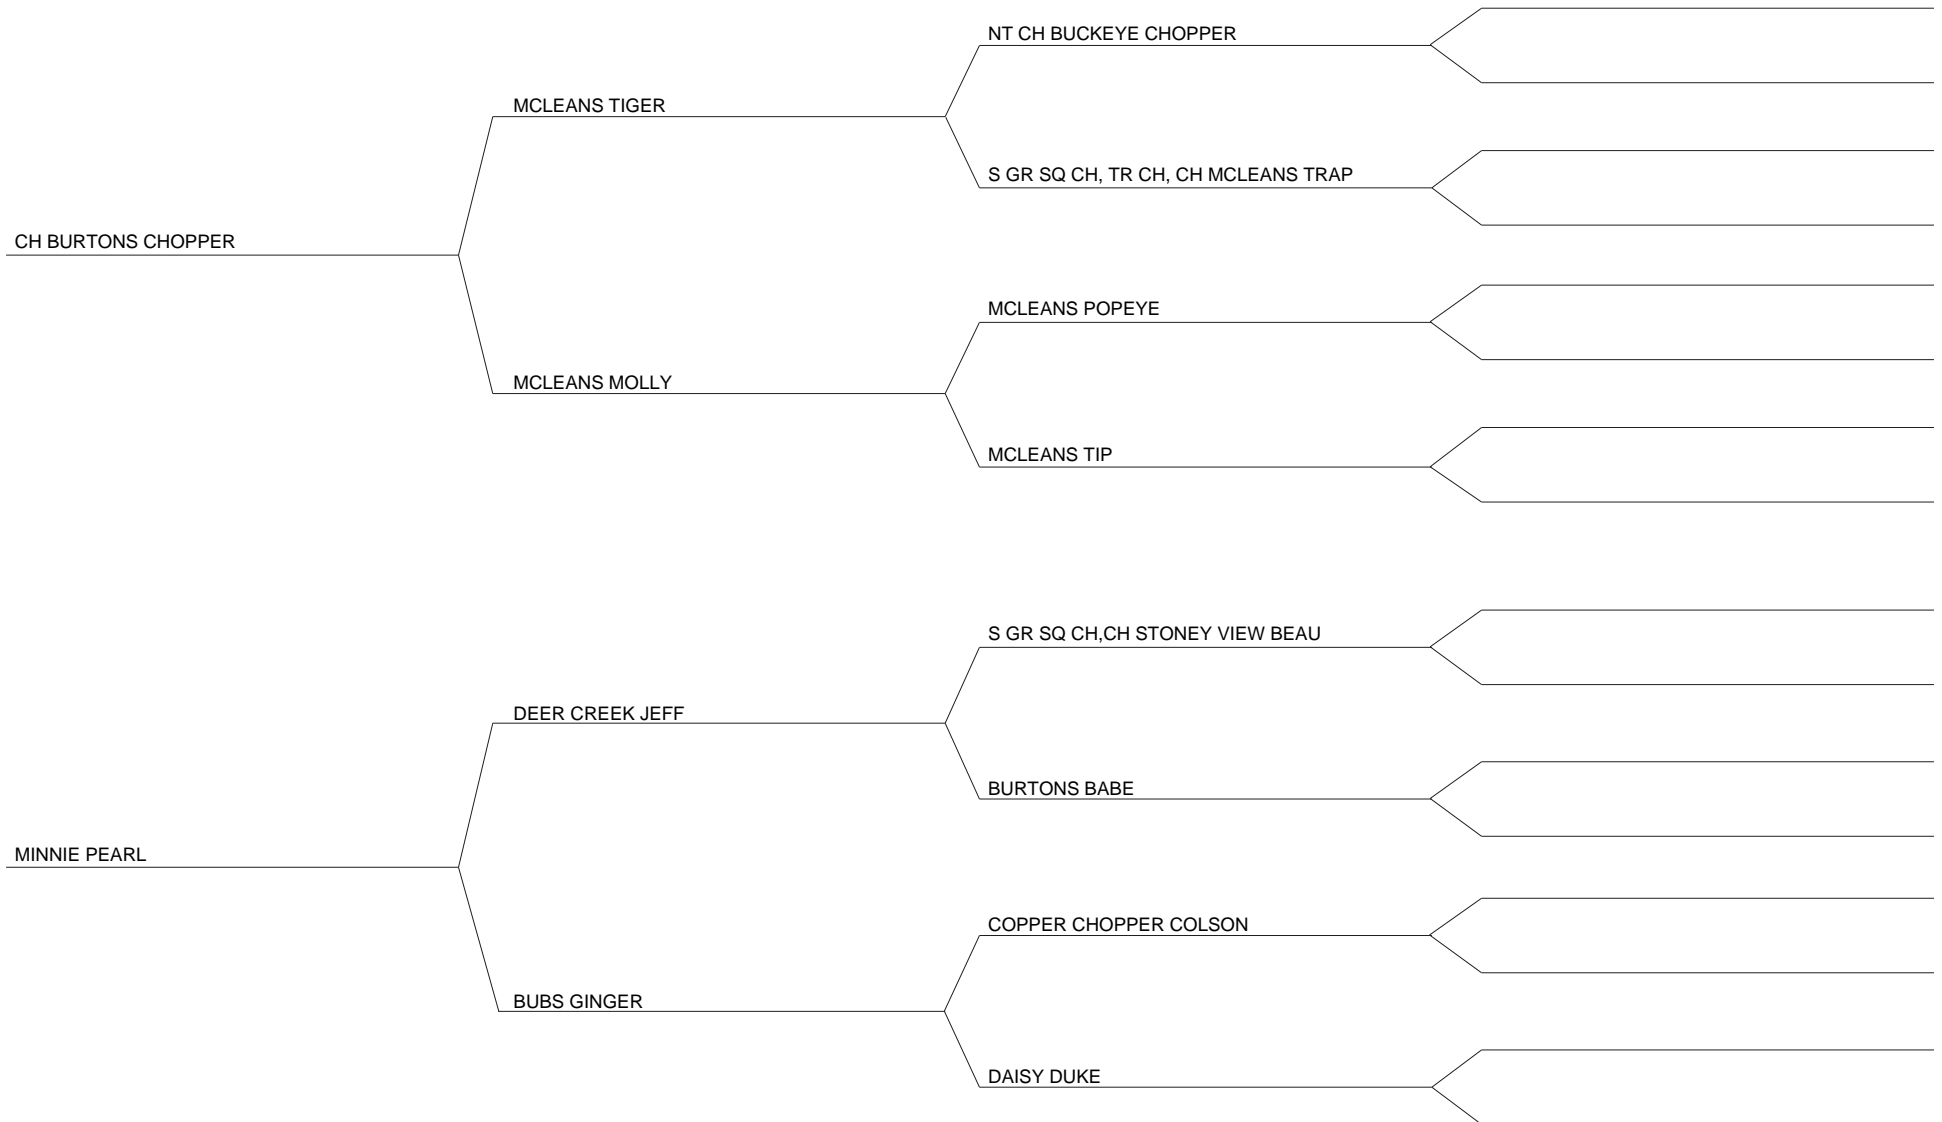 NT CH BUCKEYE CHOPPER
MCLEANS TIGER
S GR SQ CH, TR CH, CH MCLEANS TRAP
CH BURTONS CHOPPER
MCLEANS POPEYE
MCLEANS MOLLY
MCLEANS TIP
S GR SQ CH,CH STONEY VIEW BEAU
DEER CREEK JEFF
BURTONS BABE
MINNIE PEARL
COPPER CHOPPER COLSON
BUBS GINGER
DAISY DUKE